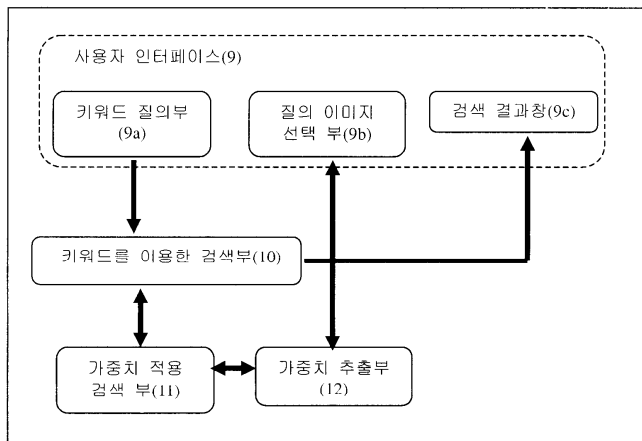 사용자 인터페이스(9)
키워드 질의부
(9a)
질의 이미지
선택 부(9b)
검색 결과창(9c)
키워드를 이용한 검색부(10)
가중치 적용
검색 부(11)
가중치 추출부
(12)